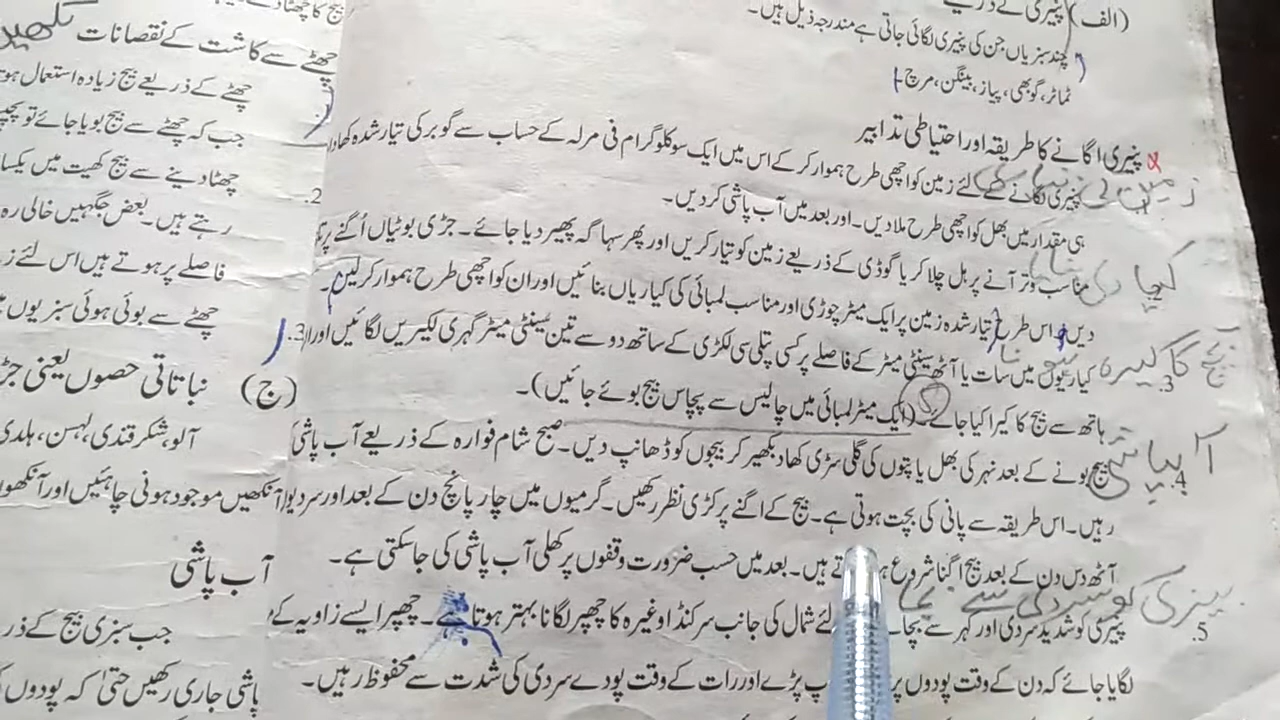 (الف) پنیری کے ذریعے
چند سبزیاں جن کی پنیری لگائی جاتی ہے مندرجہ ذیل ہیں۔
ٹماٹر، گوبھی، پیاز، بینگن، مرچ۔
پنیری اگانے کا طریقہ اور احتیاطی تدابیر
پنیری لگانے کے لئے زمین کو اچھی طرح ہموار کر کے اس میں ایک سو کلوگرام فی مرلہ کے حساب سے گوبر کی تیار شدہ کھاد
ہی مقدار میں بھل کو اچھی طرح ملا دیں۔ اور بعد میں آب پاشی کر دیں۔
مناسب وتر آنے پر ہل چلا کر یا گوڈی کے ذریعے زمین کو تیار کریں اور پھر سہاگہ پھیر دیا جائے۔ جڑی بوٹیاں اُگنے پر
دیں۔ اس طرح تیار شدہ زمین پر ایک میٹر چوڑی اور مناسب لمبائی کی کیاریاں بنائیں اور ان کو اچھی طرح ہموار کر لیں۔
3. کیاریوں میں سات یا آٹھ سینٹی میٹر کے فاصلے پر کسی پتلی سی لکڑی کے ساتھ دو سے تین سینٹی میٹر گہری لکیریں لگائیں اور
ہاتھ سے بیج کا کیرا کیا جائے۔ (ایک میٹر لمبائی میں چالیس سے پچاس بیج بوئے جائیں)۔
4. بیج بونے کے بعد نہر کی بھل یا پتوں کی گلی سڑی کھاد بکھیر کر بیجوں کو ڈھانپ دیں۔ صبح شام فوارہ کے ذریعے آب پاشی
رہیں۔ اس طریقہ سے پانی کی بچت ہوتی ہے۔ بیج کے اگنے پر کڑی نظر رکھیں۔ گرمیوں میں چار پانچ دن کے بعد اور سردیوں
آٹھ دس دن کے بعد بیج اگنا شروع ہیں۔ بعد میں حسب ضرورت وقفوں پر کھلی آب پاشی کی جاسکتی ہے۔
5. پنیری کو شدید سردی اور کہر سے لئے شمال کی جانب سرکنڈا وغیرہ کا چھپر لگانا بہتر ہوتا ہے۔ چھپر ایسے زاویہ کے
لگایا جائے کہ دن کے وقت پودوں پر پڑے اور رات کے وقت پودے سردی کی شدت سے محفوظ رہیں۔
بیج کا چھٹا
چھٹے سے کاشت کے نقصانات لکھیں
چھٹے کے ذریعے بیج زیادہ استعمال
جب کہ چھٹے سے بیج بویا جائے تو
2. چھٹا دینے سے بیج کھیت میں
رہتے ہیں۔ بعض جگہیں خالی رہ
فاصلے پر ہوتے ہیں اس لئے
3. چھٹے سے بوئی ہوئی سبزیوں
(ج) نباتاتی حصوں یعنی
آلو، شکرقندی، لہسن، ہلدی
آنکھیں موجود ہونی چاہئیں اور
آب پاشی
جب سبزی بیج کے
پاشی جاری رکھیں حتیٰ کہ پودوں